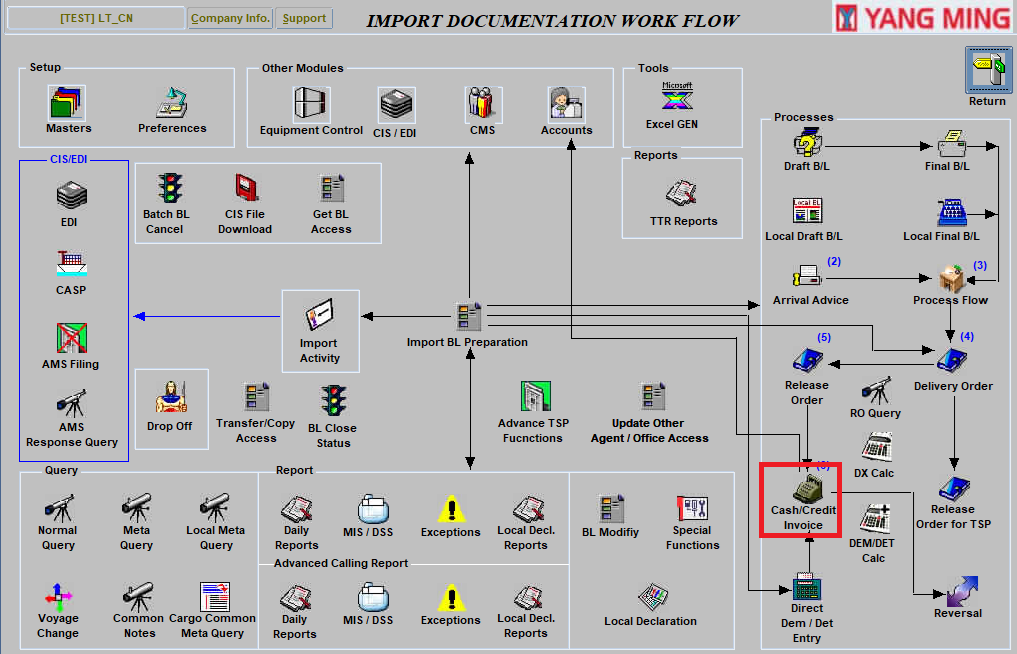 [TEST] LT_CN
Company Info.
Support
IMPORT DOCUMENTATION WORK FLOW
YANG MING
Return
Setup
Masters
Preferences
Other Modules
Equipment Control
CIS / EDI
CMS
Accounts
Tools
Microsoft
Excel GEN
Reports
TTR Reports
CIS/EDI
EDI
CASP
AMS Filing
AMS
Response Query
Batch BL
Cancel
CIS File
Download
Get BL
Access
Import
Activity
Import BL Preparation
Drop Off
Transfer/Copy
Access
BL Close
Status
Advance TSP
Fucnctions
Update Other
Agent / Office Access
Processes
Draft B/L
Final B/L
Local BL
Local Draft B/L
Local Final B/L
(2)
Arrival Advice
(3)
Process Flow
(5)
Release
Order
(4)
Delivery Order
RO Query
DX Calc
Cash/Credit
Invoice
DEM/DET
Calc
Release
Order for TSP
Direct
Dem / Det
Entry
Reversal
Query
Normal
Query
Meta
Query
Local Meta
Query
Voyage
Change
Common
Notes
Cargo Common
Meta Query
Report
Daily
Reports
MIS / DSS
Exceptions
Local Decl.
Reports
Advanced Calling Report
Daily
Reports
MIS / DSS
Exceptions
Local Decl.
Reports
BL Modifiy
Special
Functions
Local Declaration